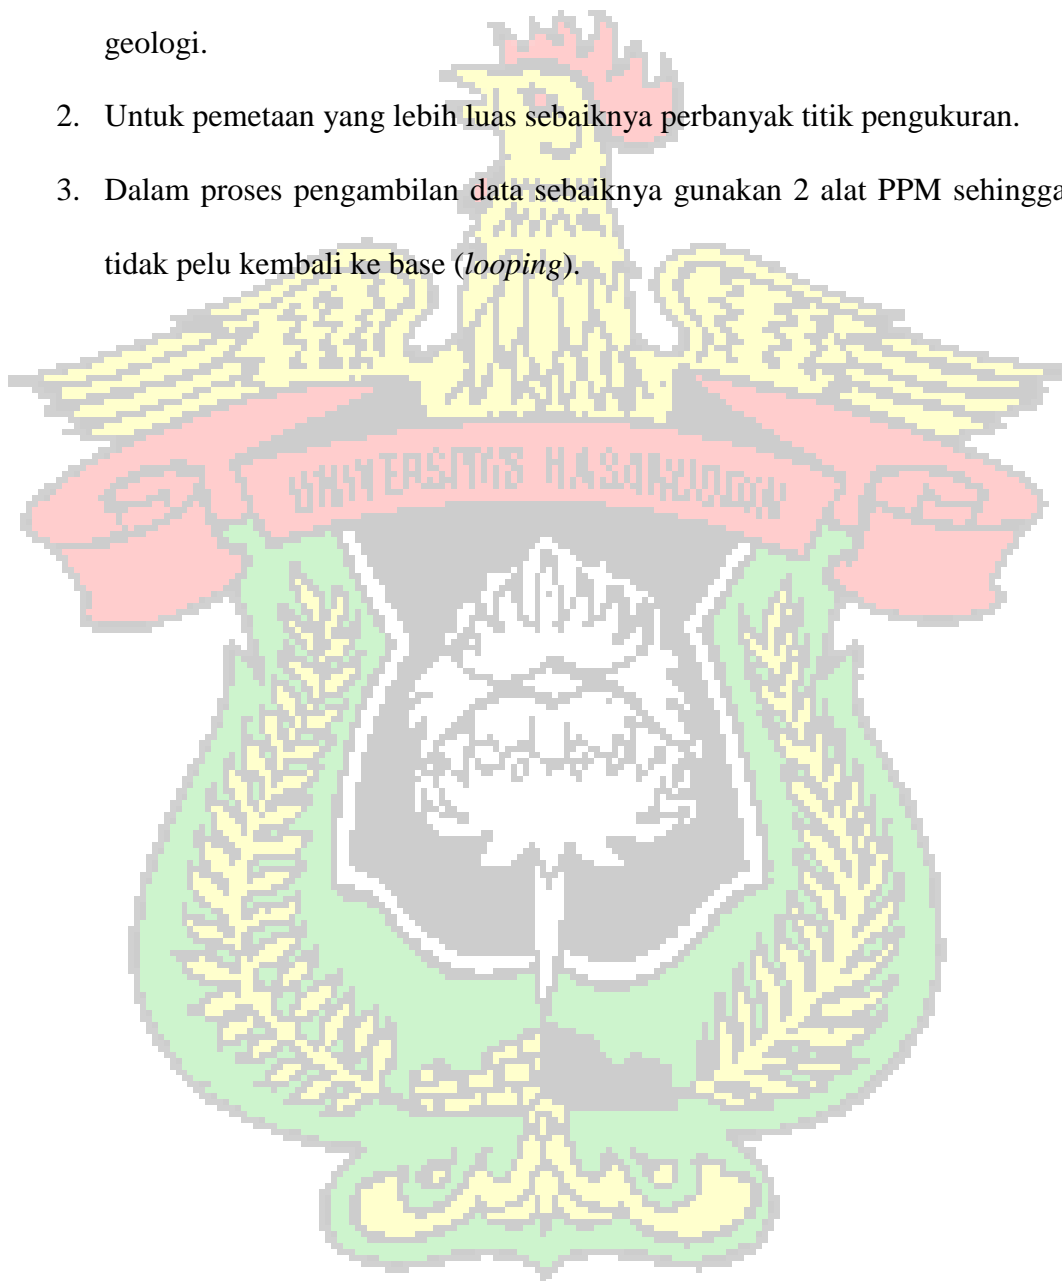 geologi.
2. Untuk pemetaan yang lebih luas sebaiknya perbanyak titik pengukuran.
3. Dalam proses pengambilan data sebaiknya gunakan 2 alat PPM sehingga
tidak pelu kembali ke base (looping).
UNIVERSITAS HASANUDDIN